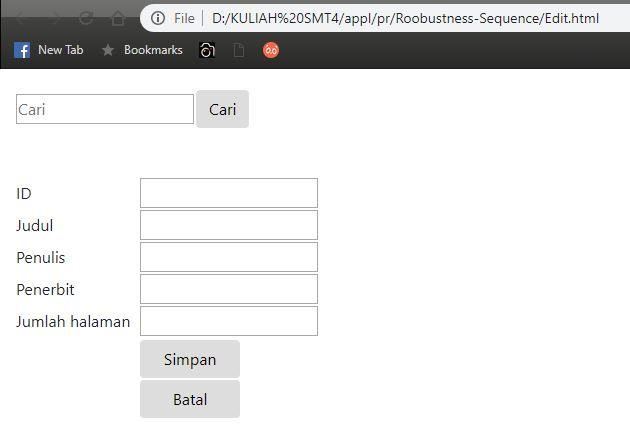 File | D:/KULIAH%20SMT4/appl/pr/Roobustness-Sequence/Edit.html
New Tab Bookmarks
Cari Cari
ID
Judul
Penulis
Penerbit
Jumlah halaman
Simpan
Batal